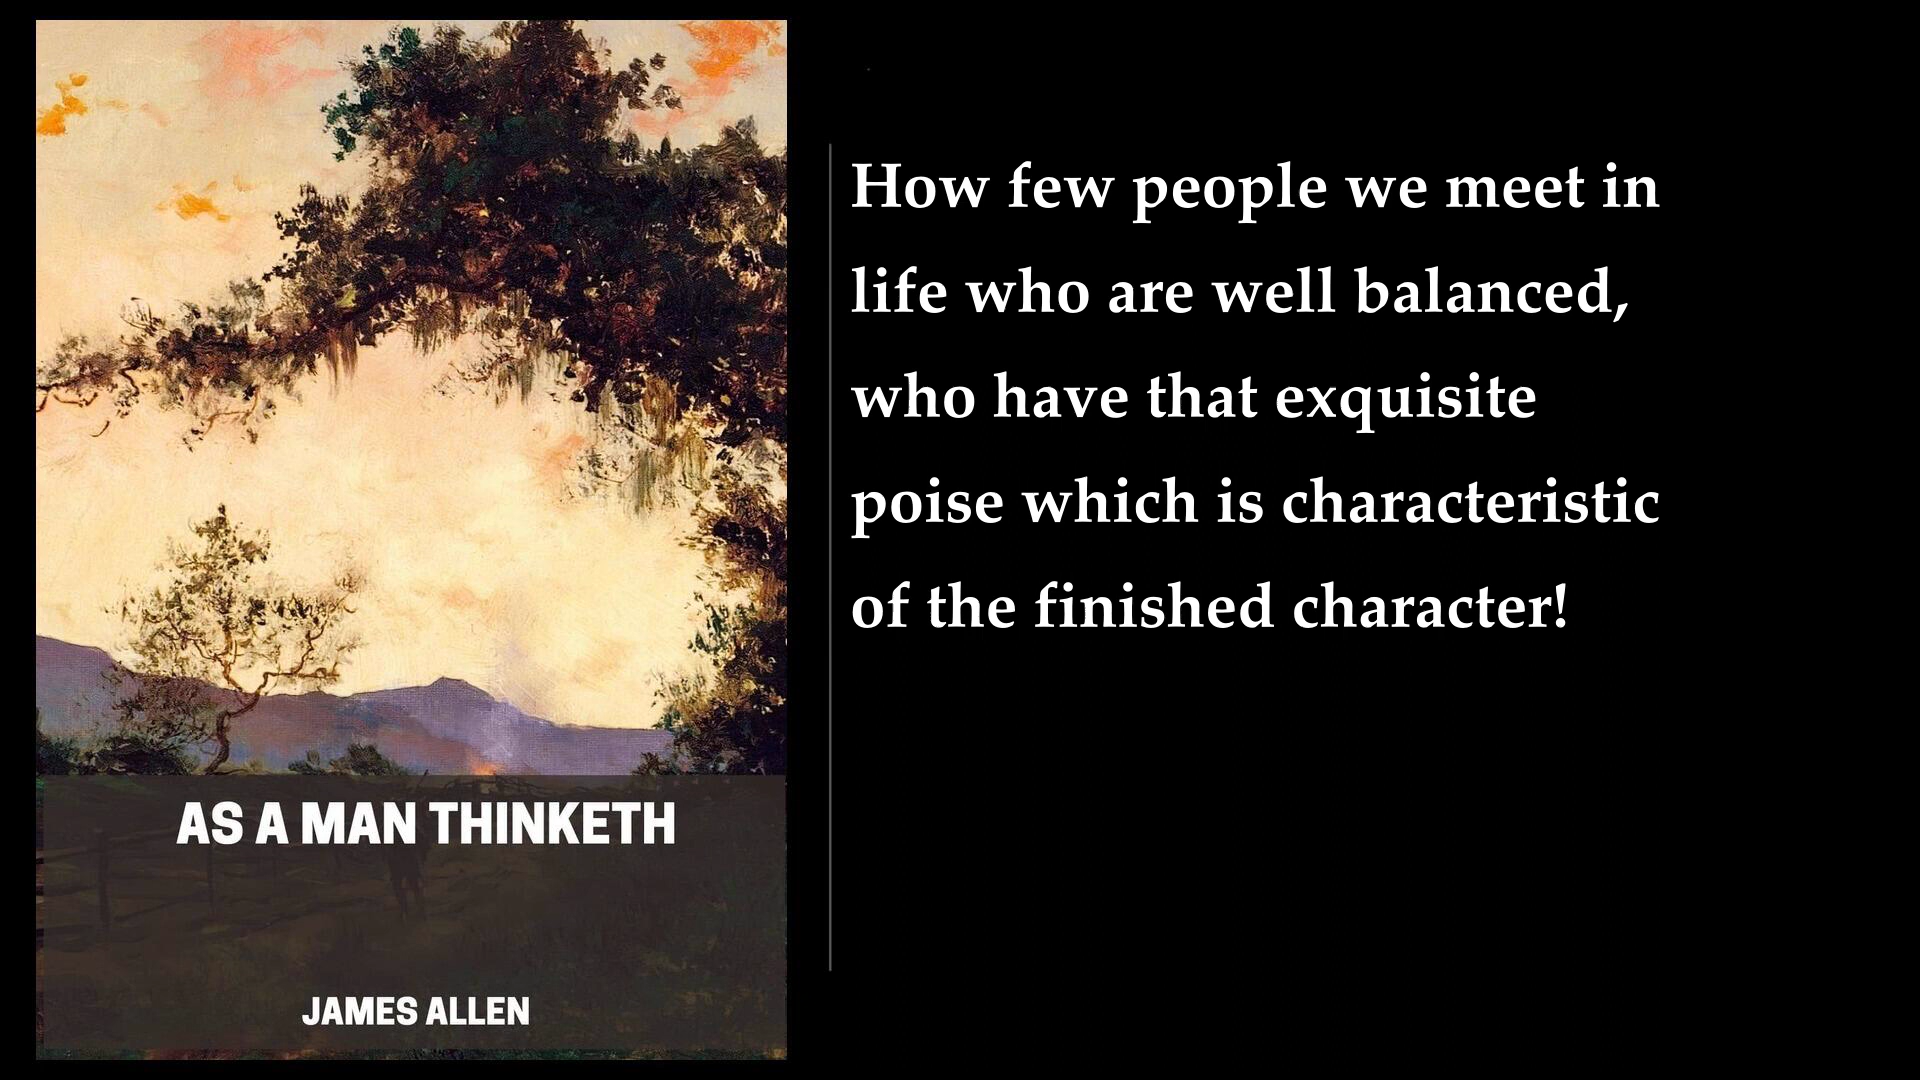 AS A MAN THINKETH
JAMES ALLEN
How few people we meet in
life who are well balanced,
who have that exquisite
poise which is characteristic
of the finished character!